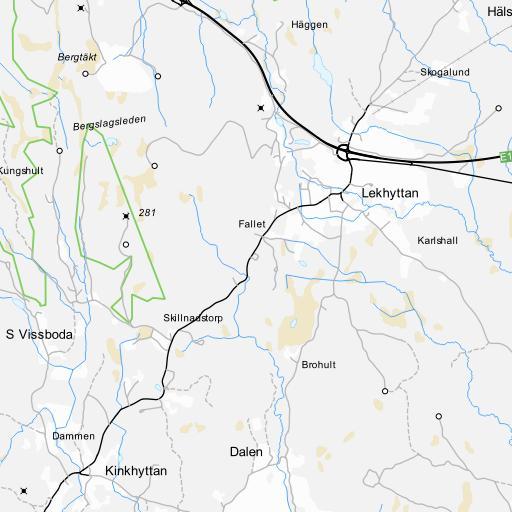 Häggen
Häls
Bergtäkt
Skogalund
Bergslagsleden
Kungshult
Lekhyttan
281
Fallet
Karlshall
Skillnadstorp
S Vissboda
Brohult
Dammen
Dalen
Kinkhyttan